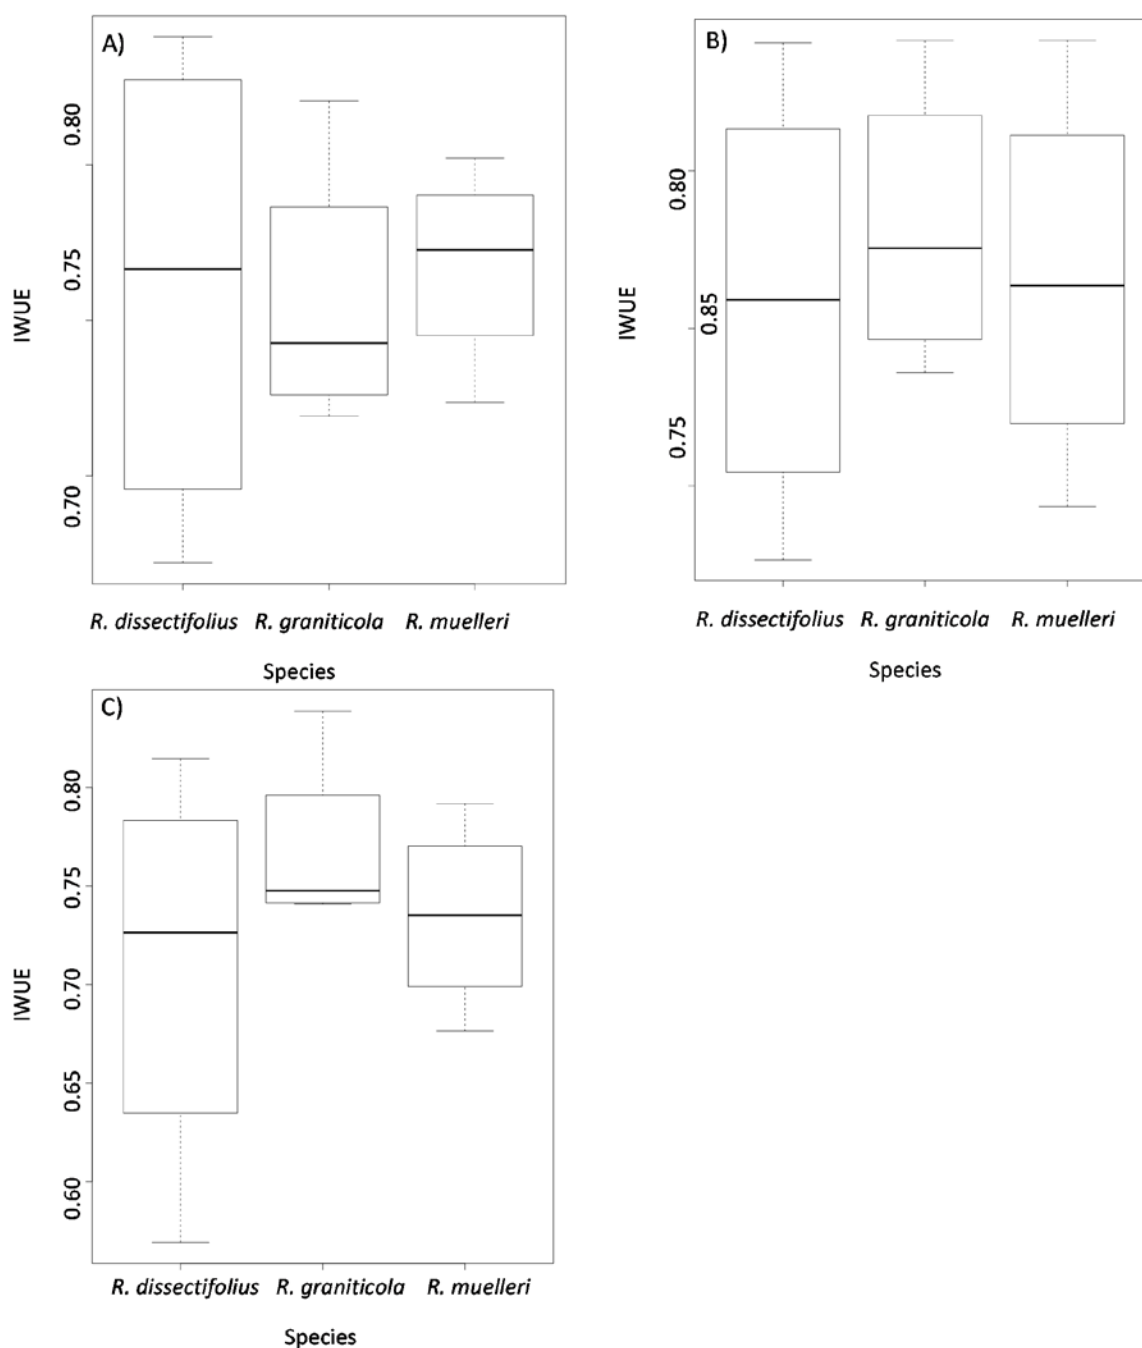 A)
0.80
0.75
0.70
IWUE
R. dissectifolius R. graniticola R. muelleri
Species
B)
0.80
0.85
0.75
IWUE
R. dissectifolius R. graniticola R. muelleri
Species
C)
0.80
0.75
0.70
0.65
0.60
IWUE
R. dissectifolius R. graniticola R. muelleri
Species